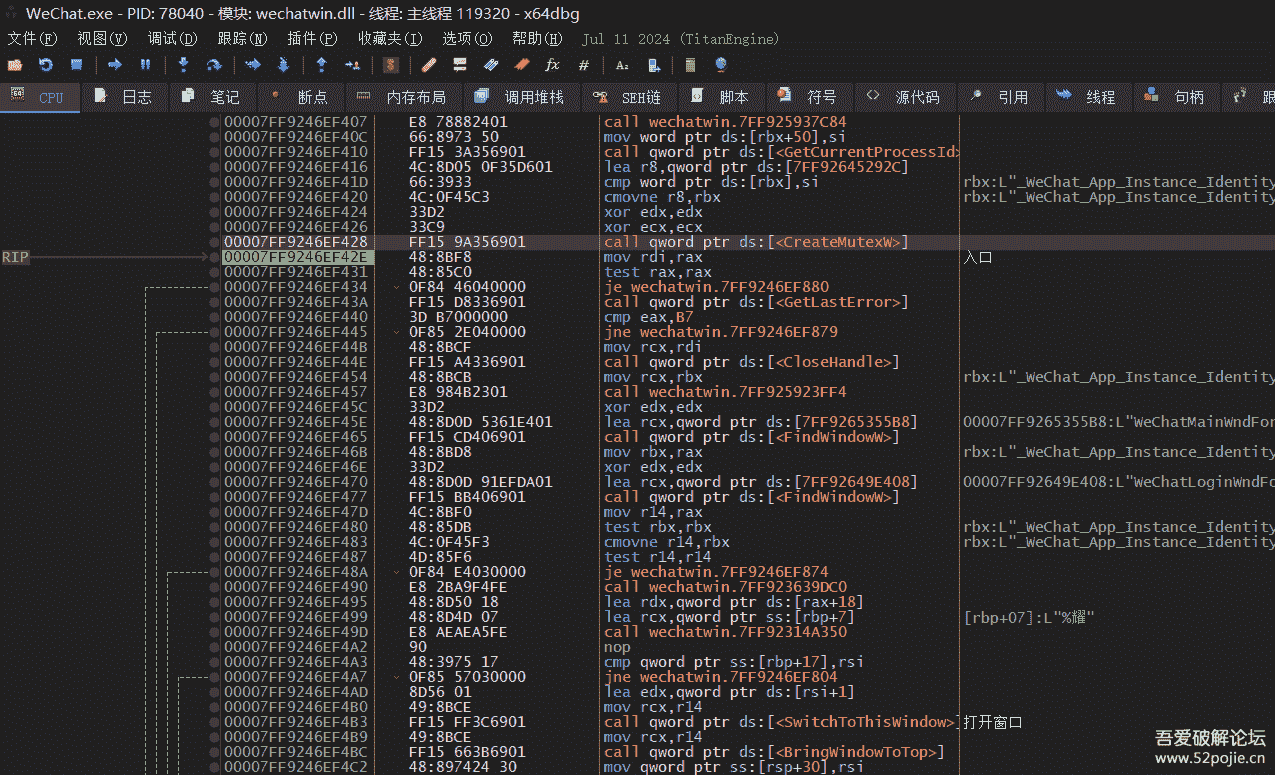 WeChat.exe - PID: 78040 - 模块: wechatwin.dll - 线程: 主线程 119320 - x64dbg
文件(F) 视图(V) 调试(D) 跟踪(N) 插件(P) 收藏夹(I) 选项(O) 帮助(H) Jul 11 2024 (TitanEngine)
CPU 日志 笔记 断点 内存布局 调用堆栈 SEH链 脚本 符号 源代码 引用 线程 句柄 跟
00007FF9246EF407 E8 78882401 call wechatwin.7FF925937C84
00007FF9246EF40C 66:8973 50 mov word ptr ds:[rbx+50],si
00007FF9246EF410 FF15 3A356901 call qword ptr ds:[<GetCurrentProcessId>
00007FF9246EF416 4C:8D05 0F35D601 lea r8,qword ptr ds:[7FF92645292C]
00007FF9246EF41D 66:3933 cmp word ptr ds:[rbx],si rbx:L"_WeChat_App_Instance_Identity
00007FF9246EF420 4C:0F45C3 cmovne r8,rbx rbx:L"_WeChat_App_Instance_Identity
00007FF9246EF424 33D2 xor edx,edx
00007FF9246EF426 33C9 xor ecx,ecx
00007FF9246EF428 FF15 9A356901 call qword ptr ds:[<CreateMutexW>]
RIP 00007FF9246EF42E 48:8BF8 mov rdi,rax 入口
00007FF9246EF431 48:85C0 test rax,rax
00007FF9246EF434 0F84 46040000 je wechatwin.7FF9246EF880
00007FF9246EF43A FF15 D8336901 call qword ptr ds:[<GetLastError>]
00007FF9246EF440 3D B7000000 cmp eax,B7
00007FF9246EF445 0F85 2E040000 jne wechatwin.7FF9246EF879
00007FF9246EF44B 48:8BCF mov rcx,rdi
00007FF9246EF44E FF15 A4336901 call qword ptr ds:[<CloseHandle>]
00007FF9246EF454 48:8BCB mov rcx,rbx rbx:L"_WeChat_App_Instance_Identity
00007FF9246EF457 E8 984B2301 call wechatwin.7FF925923FF4
00007FF9246EF45C 33D2 xor edx,edx
00007FF9246EF45E 48:8D0D 5361E401 lea rcx,qword ptr ds:[7FF9265355B8] 00007FF9265355B8:L"WeChatMainWndFor
00007FF9246EF465 FF15 CD406901 call qword ptr ds:[<FindWindowW>]
00007FF9246EF46B 48:8BD8 mov rbx,rax rbx:L"_WeChat_App_Instance_Identity
00007FF9246EF46E 33D2 xor edx,edx
00007FF9246EF470 48:8D0D 91EFDA01 lea rcx,qword ptr ds:[7FF92649E408] 00007FF92649E408:L"WeChatLoginWndFo
00007FF9246EF477 FF15 BB406901 call qword ptr ds:[<FindWindowW>]
00007FF9246EF47D 4C:8BF0 mov r14,rax
00007FF9246EF480 48:85DB test rbx,rbx rbx:L"_WeChat_App_Instance_Identity
00007FF9246EF483 4C:0F45F3 cmovne r14,rbx rbx:L"_WeChat_App_Instance_Identity
00007FF9246EF487 4D:85F6 test r14,r14
00007FF9246EF48A 0F84 E4030000 je wechatwin.7FF9246EF874
00007FF9246EF490 E8 2BA9F4FE call wechatwin.7FF923639DC0
00007FF9246EF495 48:8D50 18 lea rdx,qword ptr ds:[rax+18]
00007FF9246EF499 48:8D4D 07 lea rcx,qword ptr ss:[rbp+7] [rbp+07]:L"%耀"
00007FF9246EF49D E8 AEAEA5FE call wechatwin.7FF92314A350
00007FF9246EF4A2 90 nop
00007FF9246EF4A3 48:3975 17 cmp qword ptr ss:[rbp+17],rsi
00007FF9246EF4A7 0F85 57030000 jne wechatwin.7FF9246EF804
00007FF9246EF4AD 8D56 01 lea edx,qword ptr ds:[rsi+1]
00007FF9246EF4B0 49:8BCE mov rcx,r14
00007FF9246EF4B3 FF15 FF3C6901 call qword ptr ds:[<SwitchToThisWindow>] 打开窗口
00007FF9246EF4B9 49:8BCE mov rcx,r14
00007FF9246EF4BC FF15 663B6901 call qword ptr ds:[<BringWindowToTop>]
00007FF9246EF4C2 48:897424 30 mov qword ptr ss:[rsp+30],rsi
吾爱破解论坛
www.52pojie.cn